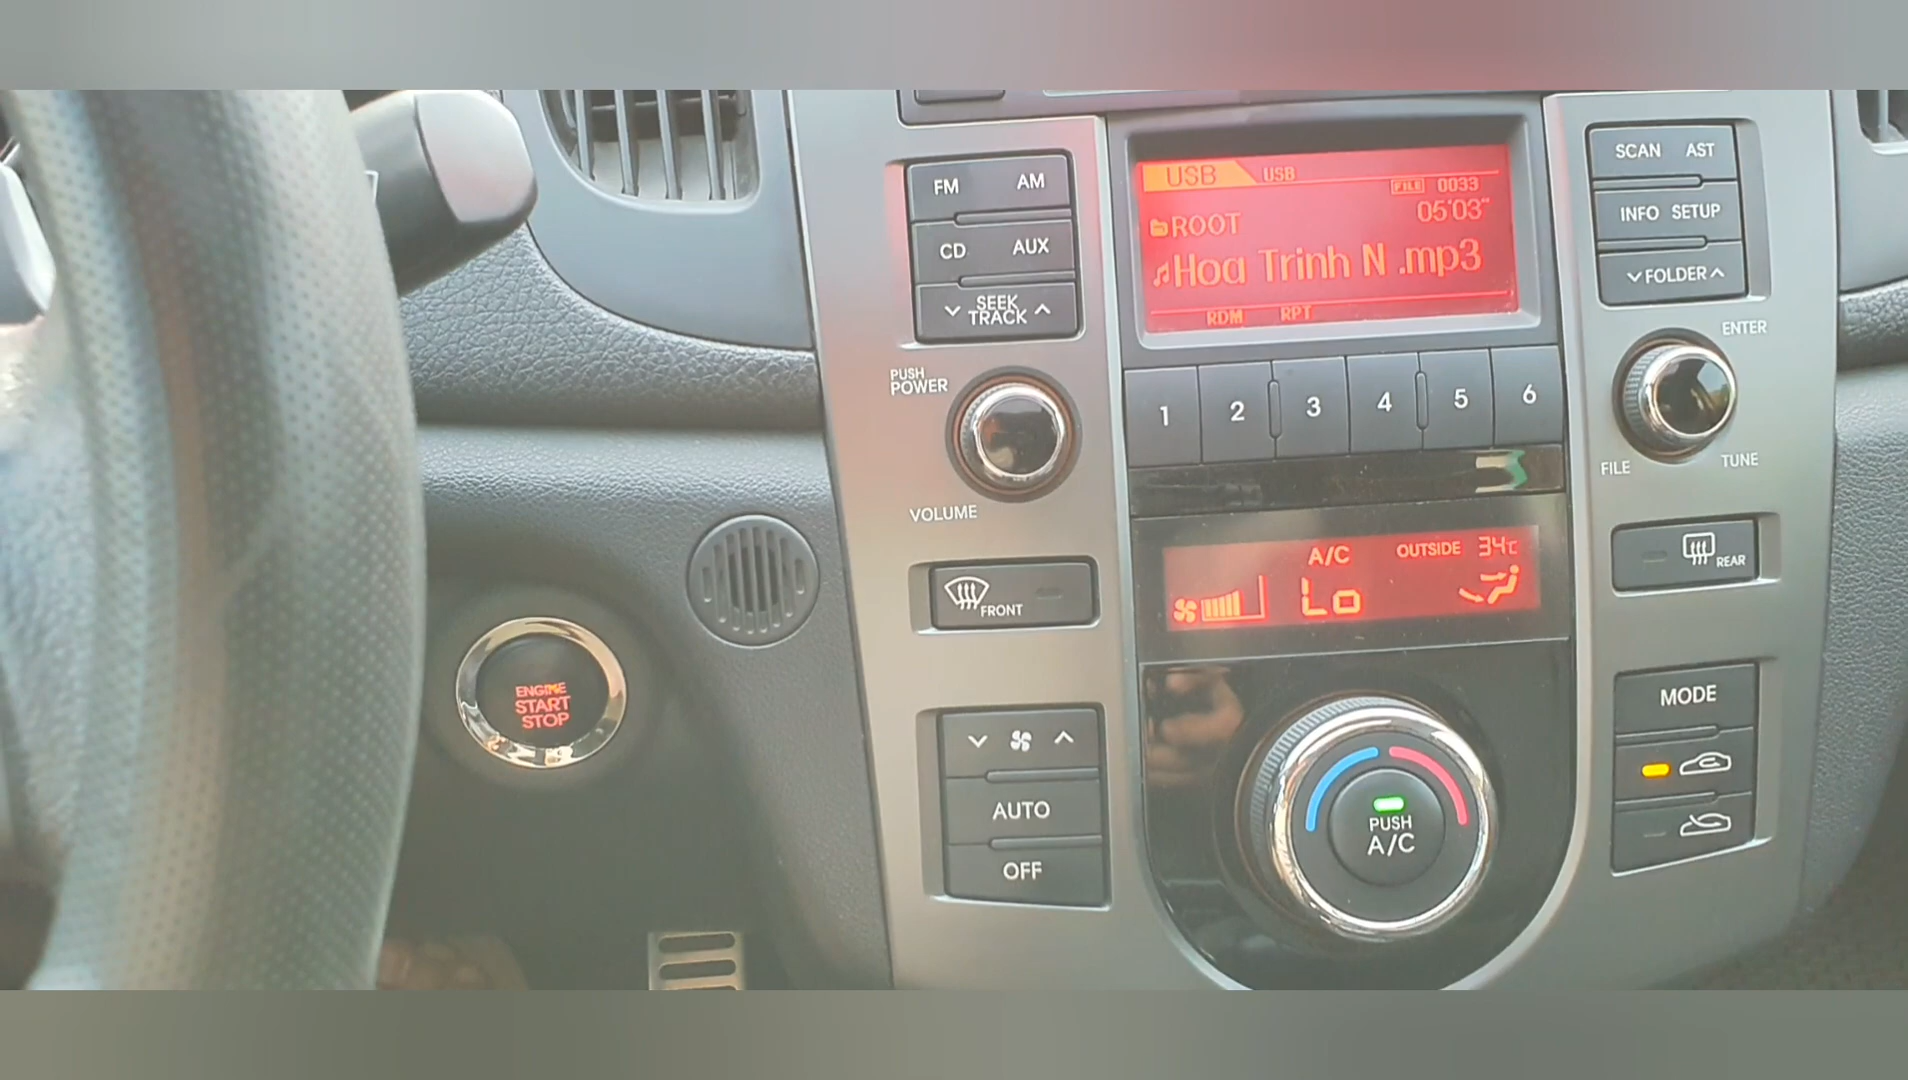 FM AM
CD AUX
SEEK
TRACK
PUSH
POWER
VOLUME
FRONT
AUTO
OFF
ENGINE
START
STOP
USB USB
FILE 0033
ROOT 05'03"
Hoa Trinh N .mp3
RDM RPT
1 2 3 4 5 6
A/C OUTSIDE 34℃
Lo
PUSH
A/C
SCAN AST
INFO SETUP
FOLDER
ENTER
FILE TUNE
REAR
MODE